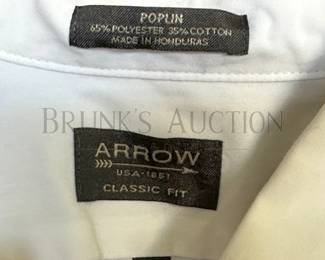 POPLIN
65% POLYESTER 35% COTTON
MADE IN HONDURAS
BRUNK'S AUCTION
ARROW
USA-1851
CLASSIC FIT